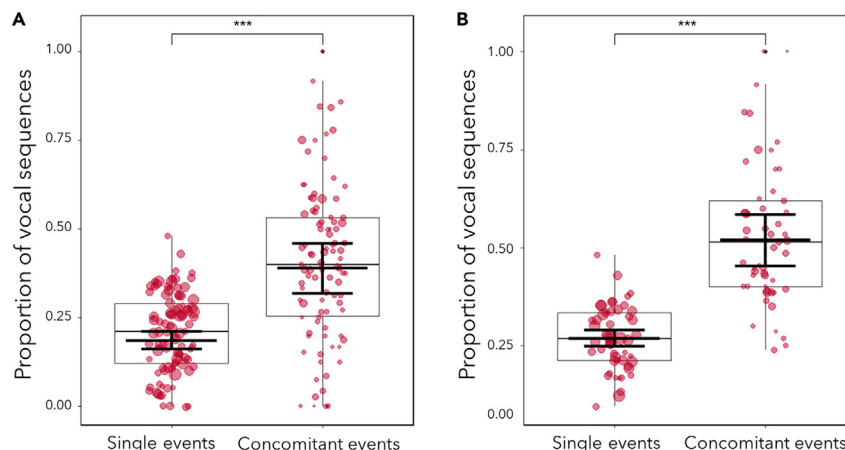 A
Proportion of vocal sequences
1.00
0.75
0.50
0.25
0.00
***
Single events
Concomitant events
B
Proportion of vocal sequences
1.00
0.75
0.50
0.25
0.00
***
Single events
Concomitant events